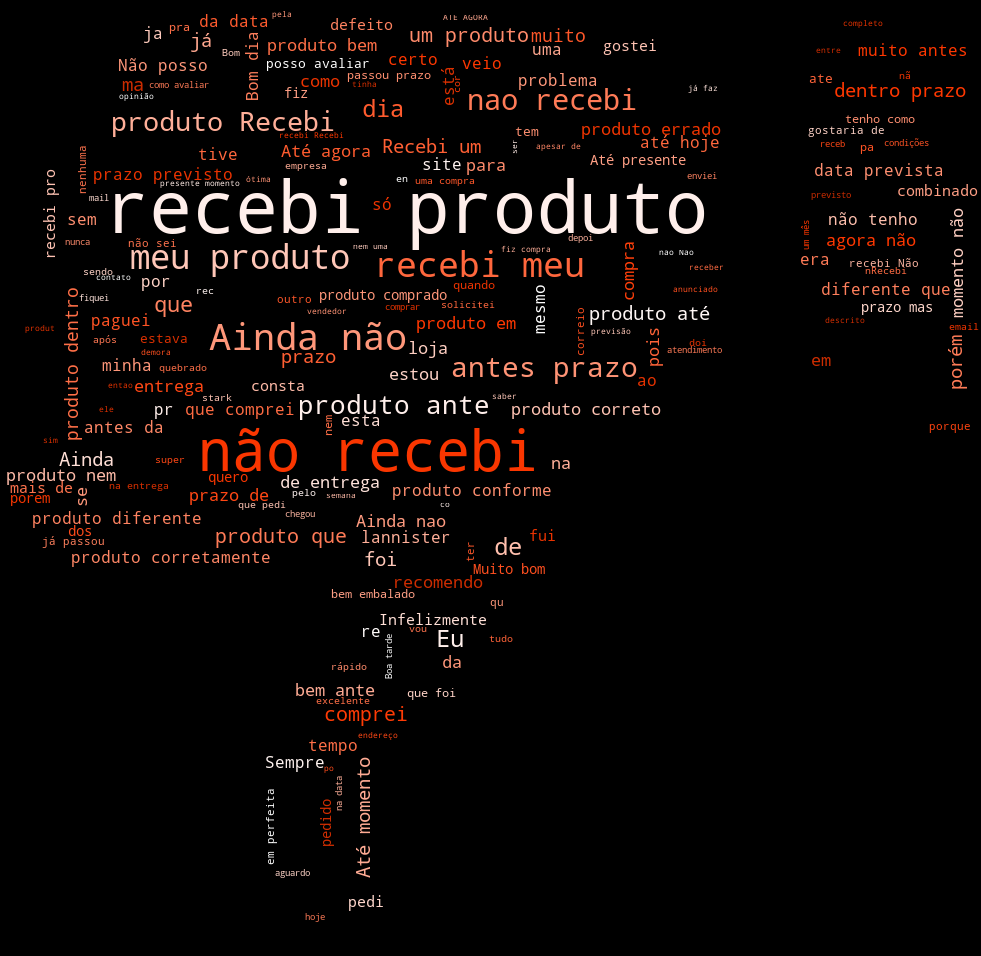 pela
ATÉ AGORA
da data
defeito
completo
pra
um produto
muito
ja
já
produto bem
uma
gostei
Bom
entre
muito antes
Não posso
Bom dia
posso avaliar
certo
veio
como avaliar
passou prazo
está
cor
problema
ate
nã
ma
como
tinha
fiz
já faz
dentro prazo
opinião
dia
nao recebi
produto Recebi
tenho como
gostaria de
recebi Recebi
tem
produto errado
Até agora
Recebi um
ser
apesar de
até hoje
receb
pa
condições
tive
empresa
site
para
Até presente
data prevista
nenhuma
prazo previsto
presente momento
ótima
en
uma compra
enviei
combinado
previsto
mail
recebi produto
recebi pro
só
sem
não tenho
um mês
agora não
nunca
não sei
nem uma
depoi
fiz compra
nao Nao
meu produto
recebi meu
compra
era
recebi Não
nRecebi
receber
momento não
sendo
contato
por
quando
fiquei
rec
outro
produto comprado
mesmo
anunciado
diferente que
que
vendedor
comprar
solicitei
prazo mas
produto dentro
paguei
produto em
correio
produto até
descrito
produt
estava
Ainda não
previsão
pois
email
após
loja
doi
atendimento
porém
demora
prazo
minha
quebrado
estou
antes prazo
em
entao
entrega
consta
ao
stark
saber
ele
pr
que comprei
produto ante
produto correto
antes da
nem
esta
porque
sim
não recebi
Ainda
super
na
produto nem
quero
de entrega
mais de
se
na entrega
prazo de
pelo
semana
produto conforme
porem
que pedi
co
chegou
produto diferente
Ainda nao
dos
já passou
produto que
lannister
de
fui
produto corretamente
foi
ter
Muito bom
recomendo
bem embalado
qu
Infelizmente
re
vou
Eu
tudo
Boa tarde
rápido
da
bem ante
que foi
excelente
comprei
endereço
tempo
Sempre
po
Até momento
na data
em perfeita
pedido
aguardo
pedi
hoje